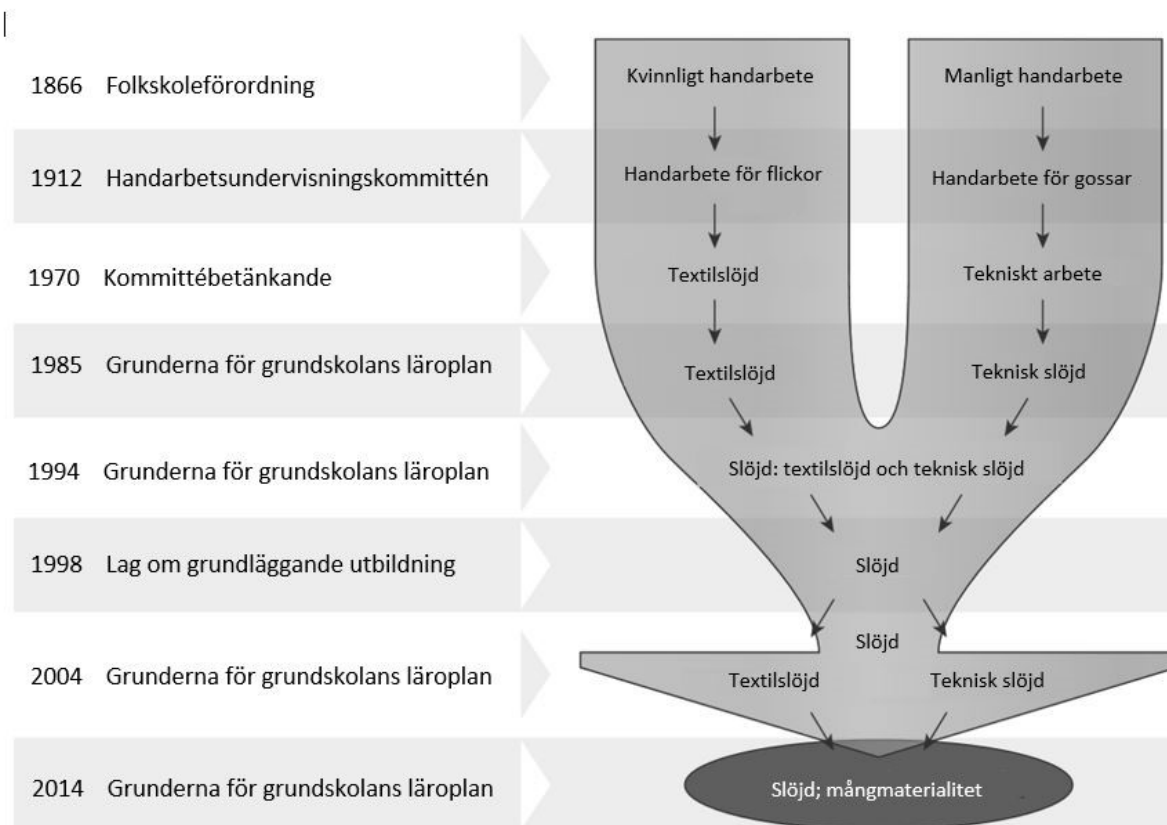 1866 Folkskoleförordning
Kvinnligt handarbete
Manligt handarbete
1912 Handarbetsundervisningskommittén
Handarbete för flickor
Handarbete för gossar
1970 Kommittébetänkande
Textilslöjd
Tekniskt arbete
1985 Grunderna för grundskolans läroplan
Textilslöjd
Teknisk slöjd
1994 Grunderna för grundskolans läroplan
Slöjd: textilslöjd och teknisk slöjd
1998 Lag om grundläggande utbildning
Slöjd
Slöjd
2004 Grunderna för grundskolans läroplan
Textilslöjd
Teknisk slöjd
2014 Grunderna för grundskolans läroplan
Slöjd; mångmaterialitet